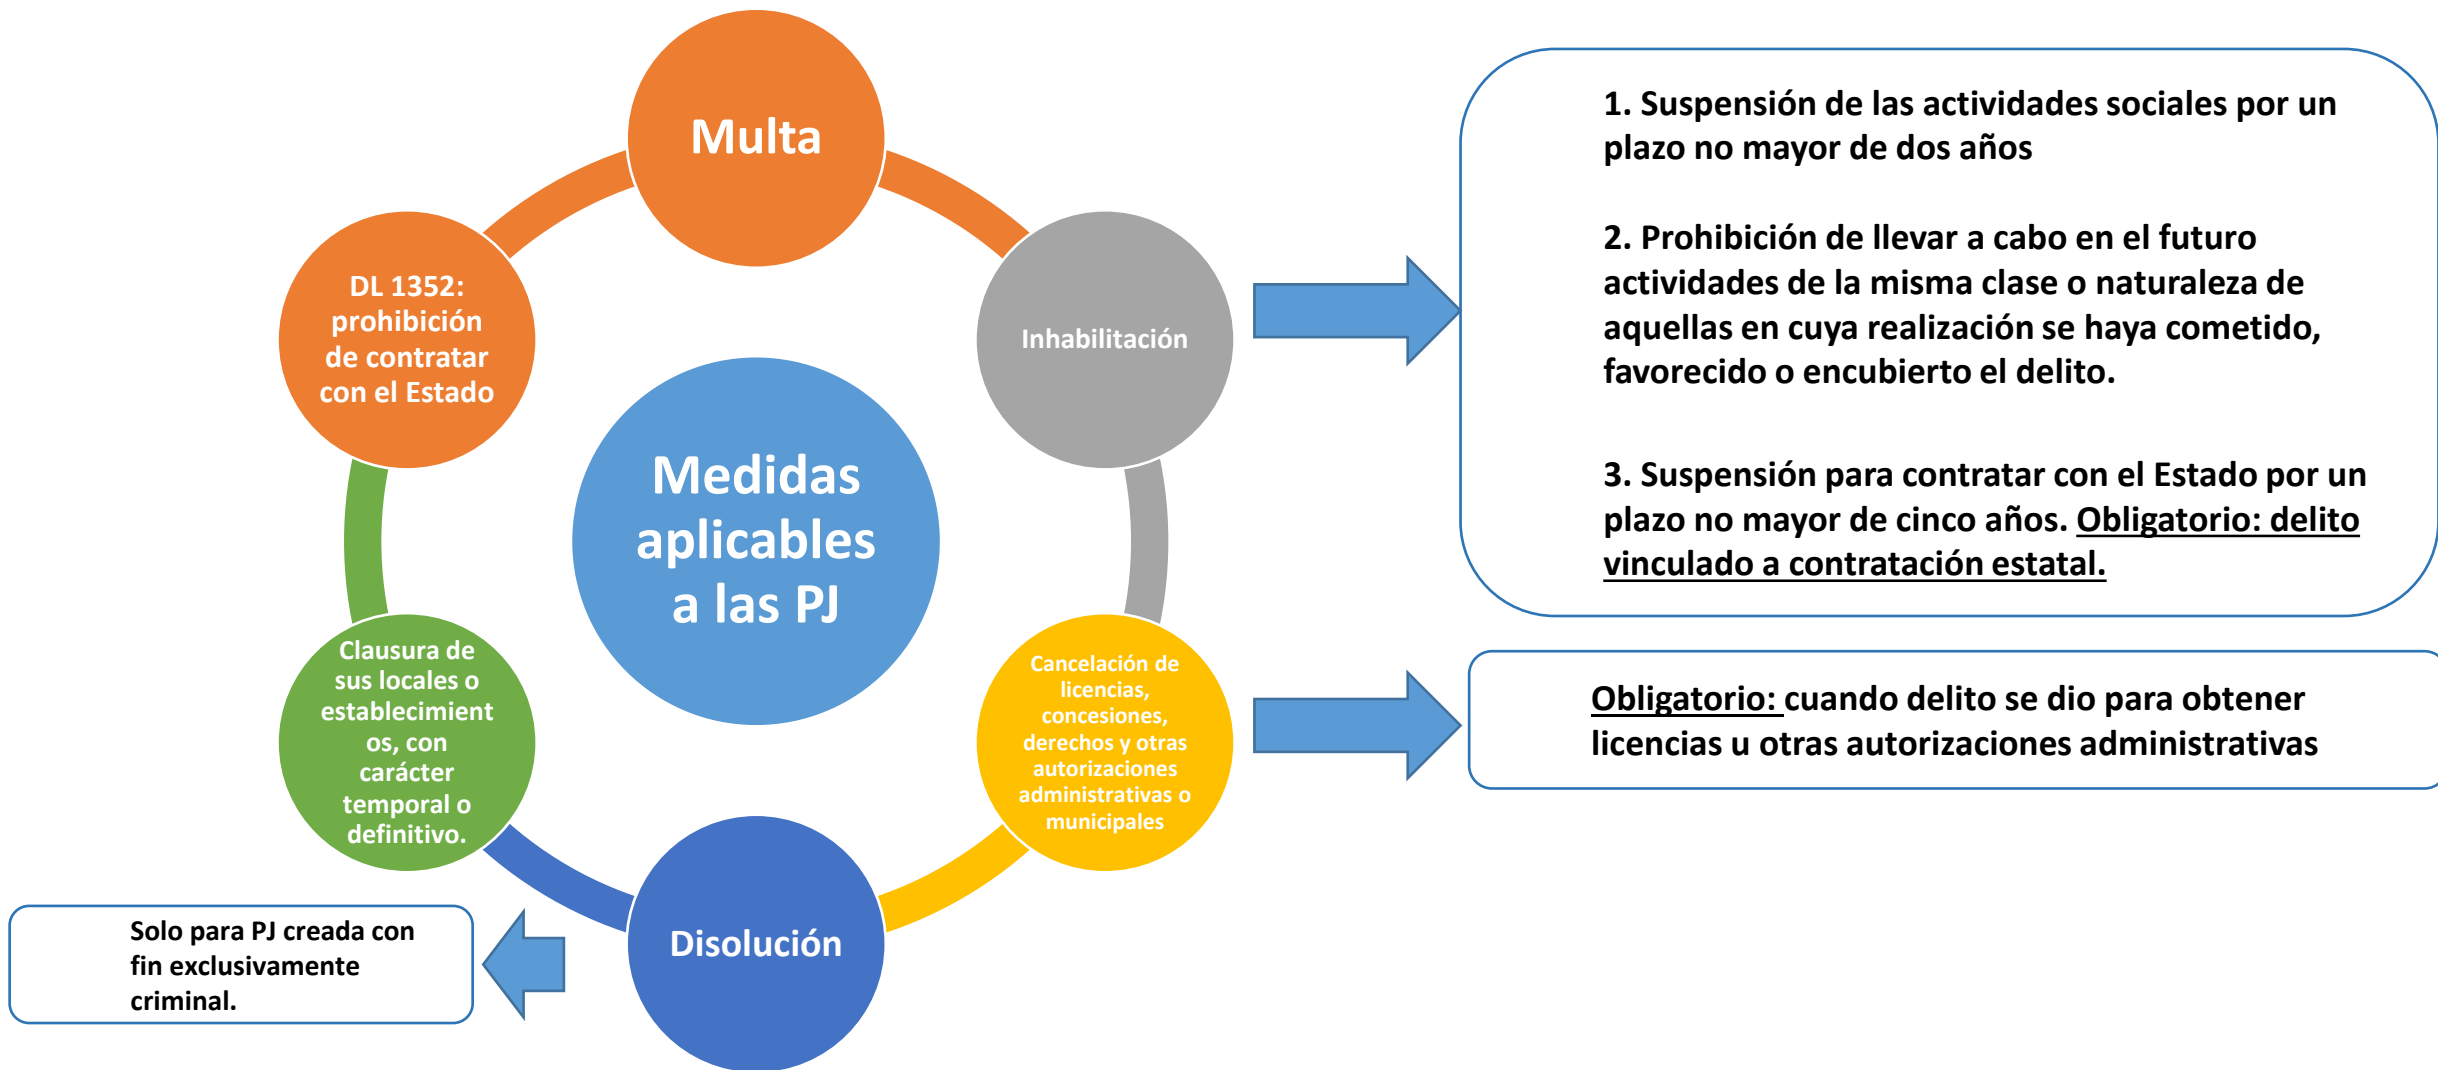 Multa
DL 1352:
prohibición
de contratar
con el Estado
Inhabilitación
Medidas
aplicables
a las PJ
Clausura de
sus locales o
establecimient
os, con
carácter
temporal o
definitivo.
Cancelación de
licencias,
concesiones,
derechos y otras
autorizaciones
administrativas o
municipales
Disolución
Solo para PJ creada con
fin exclusivamente
criminal.
1. Suspensión de las actividades sociales por un
plazo no mayor de dos años
2. Prohibición de llevar a cabo en el futuro
actividades de la misma clase o naturaleza de
aquellas en cuya realización se haya cometido,
favorecido o encubierto el delito.
3. Suspensión para contratar con el Estado por un
plazo no mayor de cinco años. Obligatorio: delito
vinculado a contratación estatal.
Obligatorio: cuando delito se dio para obtener
licencias u otras autorizaciones administrativas